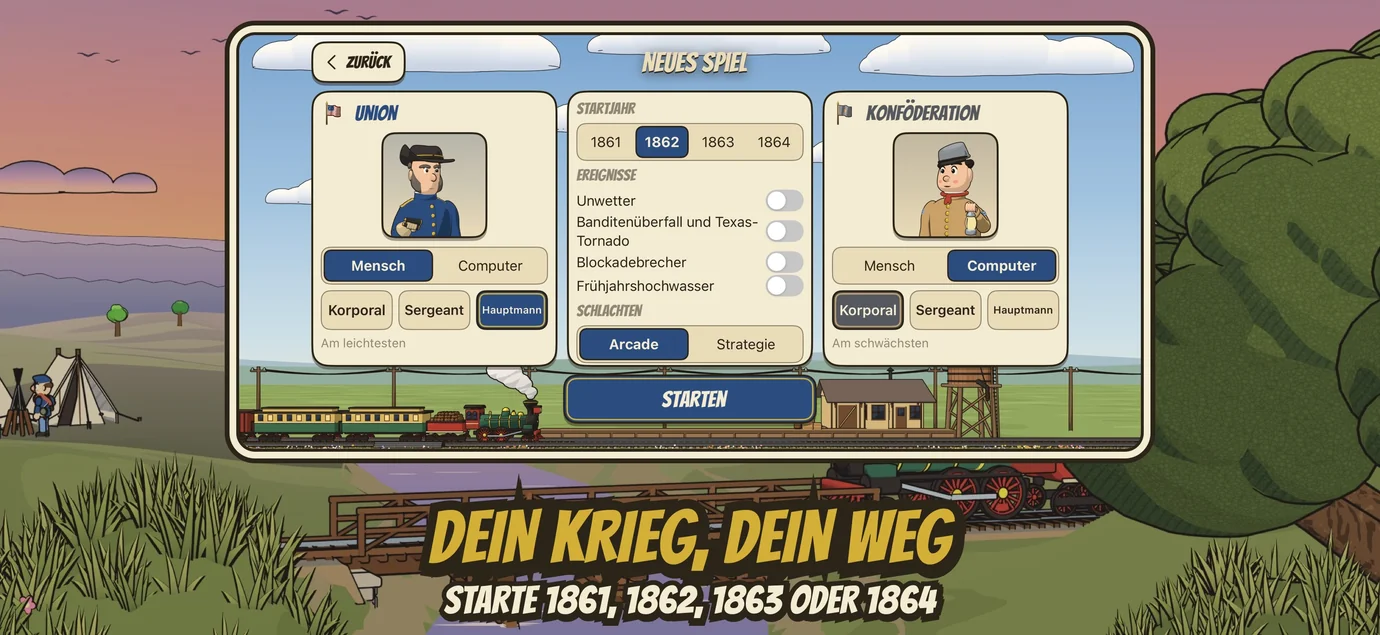 ZURÜCK
NEUES SPIEL
UNION
Mensch
Computer
Korporal
Sergeant
Hauptmann
Am leichtesten
STARTJAHR
1861
1862
1863
1864
EREIGNISSE
Unwetter
Banditenüberfall und Texas-
Tornado
Blockadebrecher
Frühjahrshochwasser
SCHLACHTEN
Arcade
Strategie
KONFÖDERATION
Mensch
Computer
Korporal
Sergeant
Hauptmann
Am schwächsten
STARTEN
DEIN KRIEG, DEIN WEG
STARTE 1861, 1862, 1863 ODER 1864